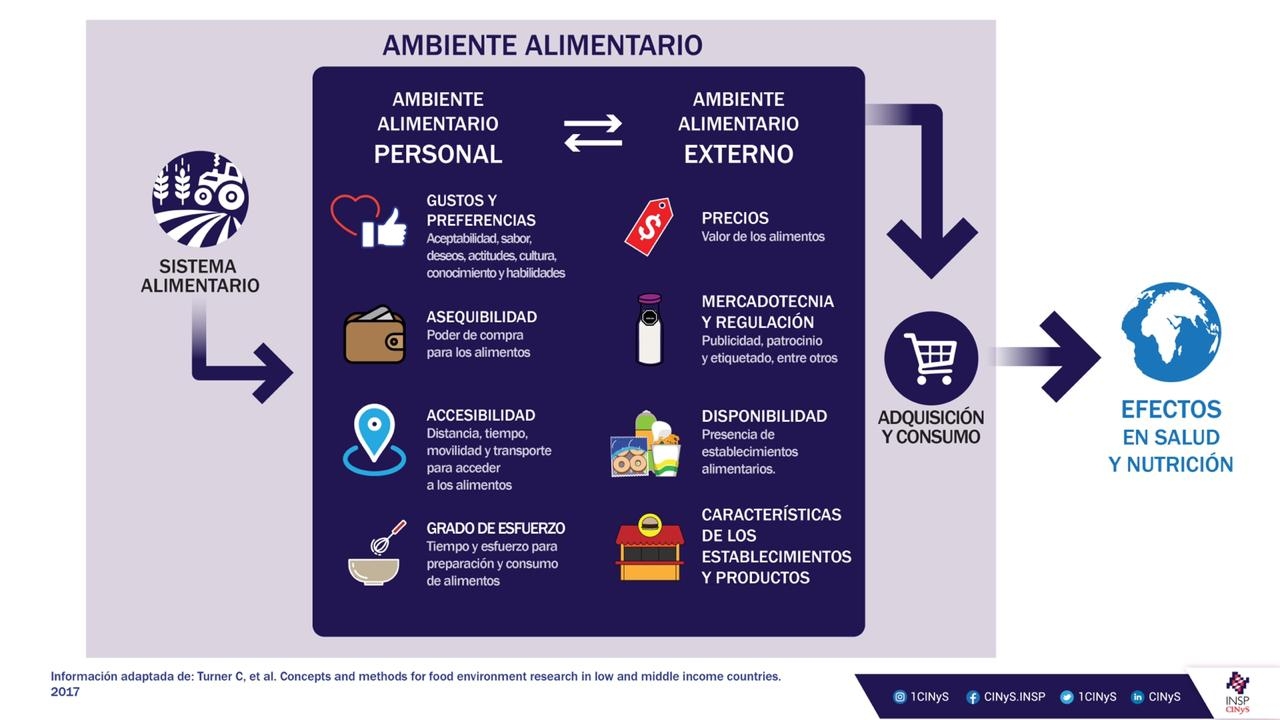 AMBIENTE ALIMENTARIO
AMBIENTE
ALIMENTARIO
PERSONAL
AMBIENTE
ALIMENTARIO
EXTERNO
SISTEMA
ALIMENTARIO
GUSTOS Y
PREFERENCIAS
Aceptabilidad, sabor,
deseos, actitudes, cultura,
conocimiento y habilidades
ASEQUIBILIDAD
Poder de compra
para los alimentos
ACCESIBILIDAD
Distancia, tiempo,
movilidad y transporte
para acceder
a los alimentos
GRADO DE ESFUERZO
Tiempo y esfuerzo para
preparación y consumo
de alimentos
$
PRECIOS
Valor de los alimentos
MERCADOTECNIA
Y REGULACIÓN
Publicidad, patrocinio
y etiquetado, entre otros
DISPONIBILIDAD
Presencia de
establecimientos
alimentarios.
CARACTERÍSTICAS
DE LOS
ESTABLECIMIENTOS
Y PRODUCTOS
ADQUISICIÓN
Y CONSUMO
EFECTOS
EN SALUD
Y NUTRICIÓN
Información adaptada de: Turner C, et al. Concepts and methods for food environment research in low and middle income countries.
2017
1CINyS
CINyS.INSP
1CINyS
CINyS
INSP
CINyS